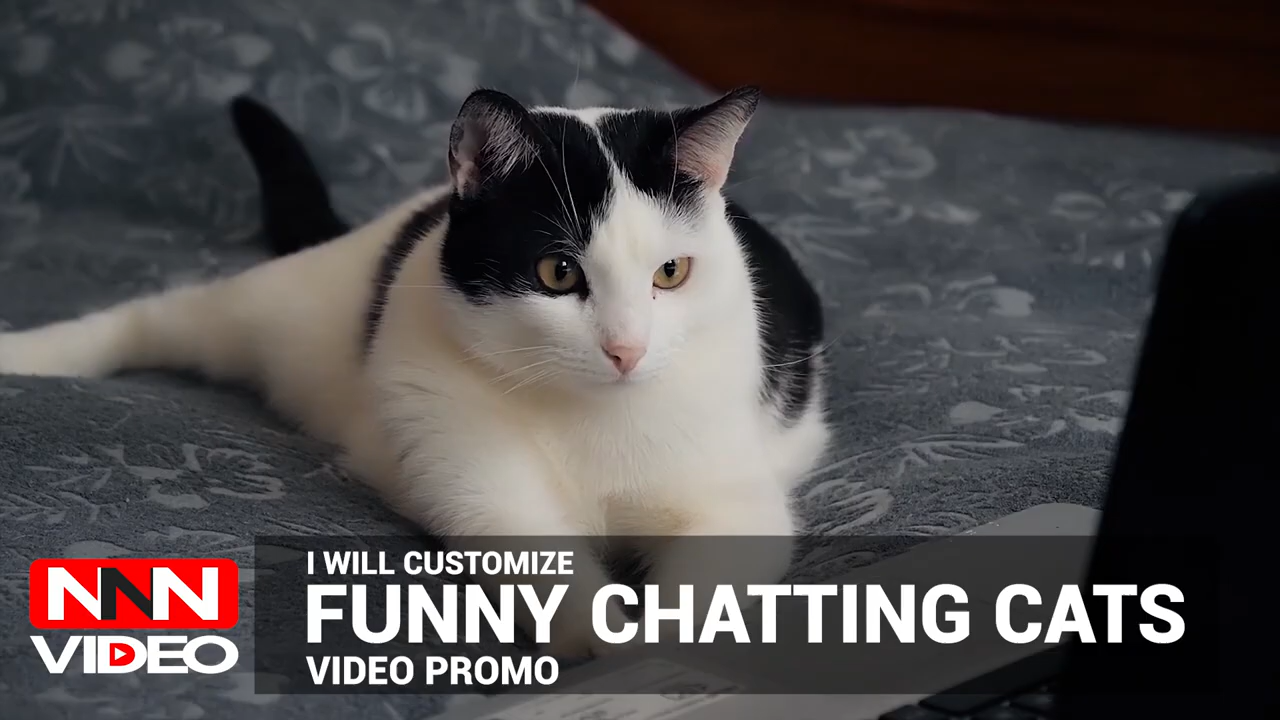 I WILL CUSTOMIZE
FUNNY CHATTING CATS
VIDEO PROMO
NNN
VIDEO